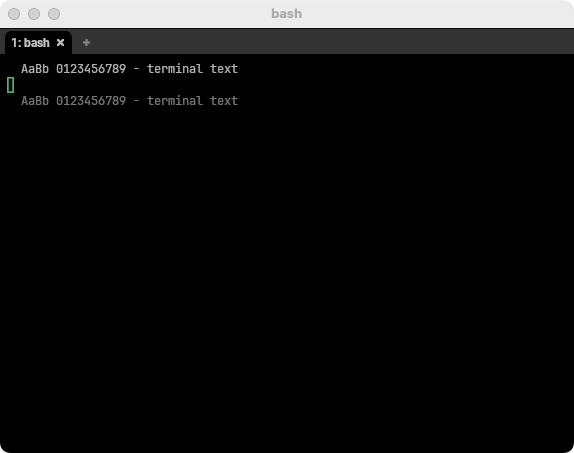 bash
1: bash × +
AaBb 0123456789 - terminal text
AaBb 0123456789 - terminal text